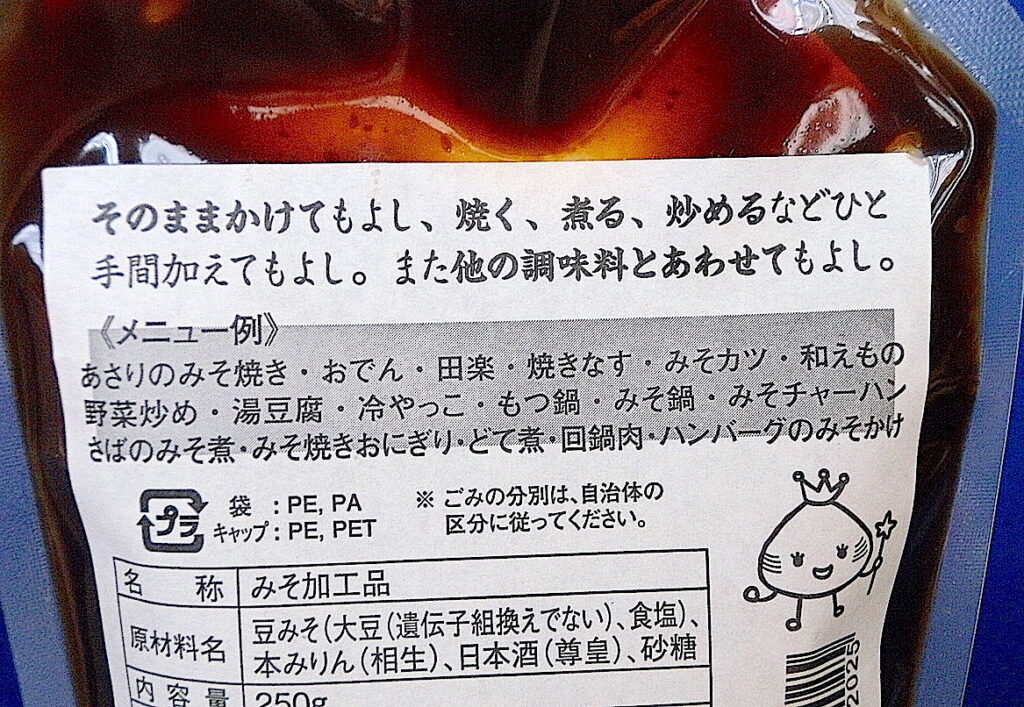 そのままかけてもよし、焼く、煮る、炒めるなどひと
手間加えてもよし。また他の調味料とあわせてもよし。
《メニュー例》
あさりのみそ焼き・おでん・田楽・焼きなす・みそカツ・和えもの
野菜炒め・湯豆腐・冷やっこ・もつ鍋・みそ鍋・みそチャーハン
さばのみそ煮・みそ焼きおにぎり・どて煮・回鍋肉・ハンバーグのみそかけ
プラ
袋 : PE, PA
キャップ : PE, PET
※ ごみの分別は、自治体の
区分に従ってください。
名称 みそ加工品
原材料名 豆みそ(大豆(遺伝子組換えでない)、食塩)、
本みりん(相生)、日本酒(尊皇)、砂糖
内容量 250g
2025